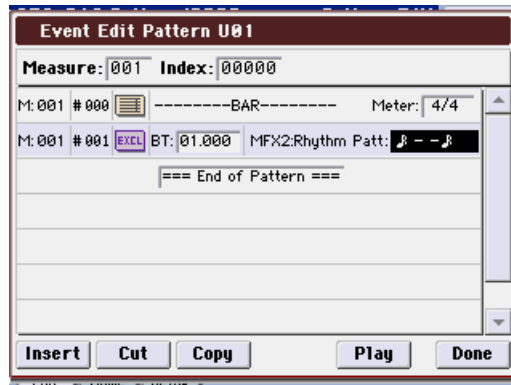 Event Edit Pattern U01
Measure: 001 Index: 00000
M: 001 #000 --------BAR-------- Meter: 4/4
M: 001 #001 EXCL BT: 01.000 MFX2:Rhythm Patt: ♪ - - ♪
=== End of Pattern ===
Insert Cut Copy Play Done